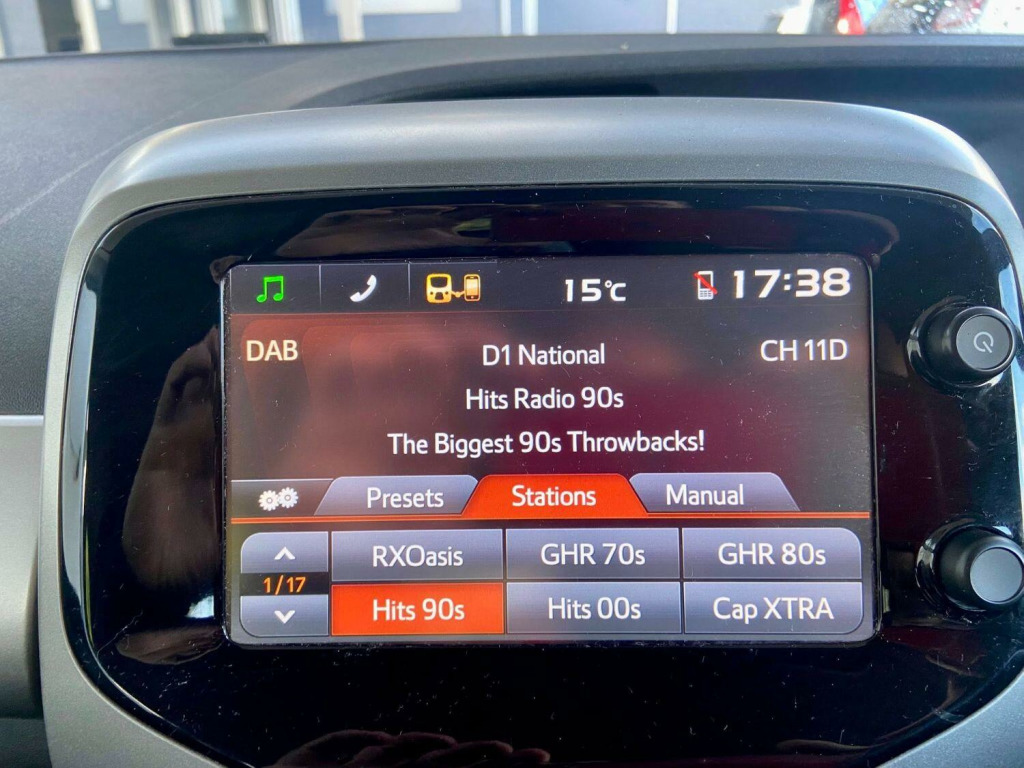 15°C 17:38
DAB D1 National CH 11D
Hits Radio 90s
The Biggest 90s Throwbacks!
Presets Stations Manual
RXOasis GHR 70s GHR 80s
1/17
Hits 90s Hits 00s Cap XTRA